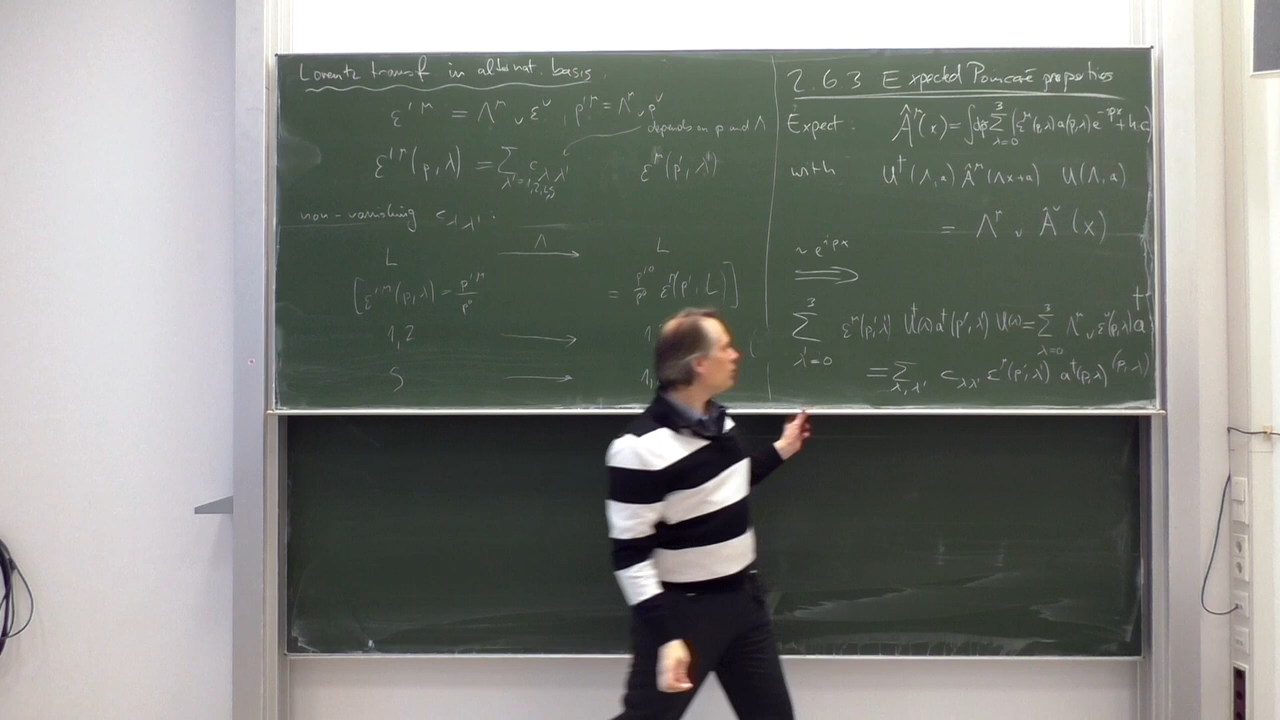 Lorentz transf in alternat. basis
ε'^μ = Λ^μ_ν ε^ν , p'^μ = Λ^μ_ν p^ν
depends on p and Λ
ε'^μ(p,λ) = Σ_{λ'=1,2,L,S} c_{λλ'} ε^μ(p',λ')
non-vanishing c_{λλ'} :
L —Λ→ L
[ε'^μ(p,λ) = p'^μ/p^0 = p'^0/p^0 ε^μ(p',L)]
1,2 → 1,
S → 1,
2.6.3 Expected Poincaré properties
Expect: Â^μ(x) = ∫dp̃ Σ_{λ=0}^{3} (ε^μ(p,λ) a(p,λ) e^{-ipx} + h.c.)
with U†(Λ,a) Â^μ(Λx+a) U(Λ,a)
= Λ^μ_ν Â^ν(x)
~ e^{ipx}
⟹
Σ_{λ'=0}^{3} ε^μ(p',λ') U†(Λ) a†(p',λ') U(Λ) = Σ_{λ=0}^{3} Λ^μ_ν ε^ν(p,λ) a† (p,λ)
= Σ_{λ,λ'} c_{λλ'} ε^μ(p',λ') a†(p,λ)